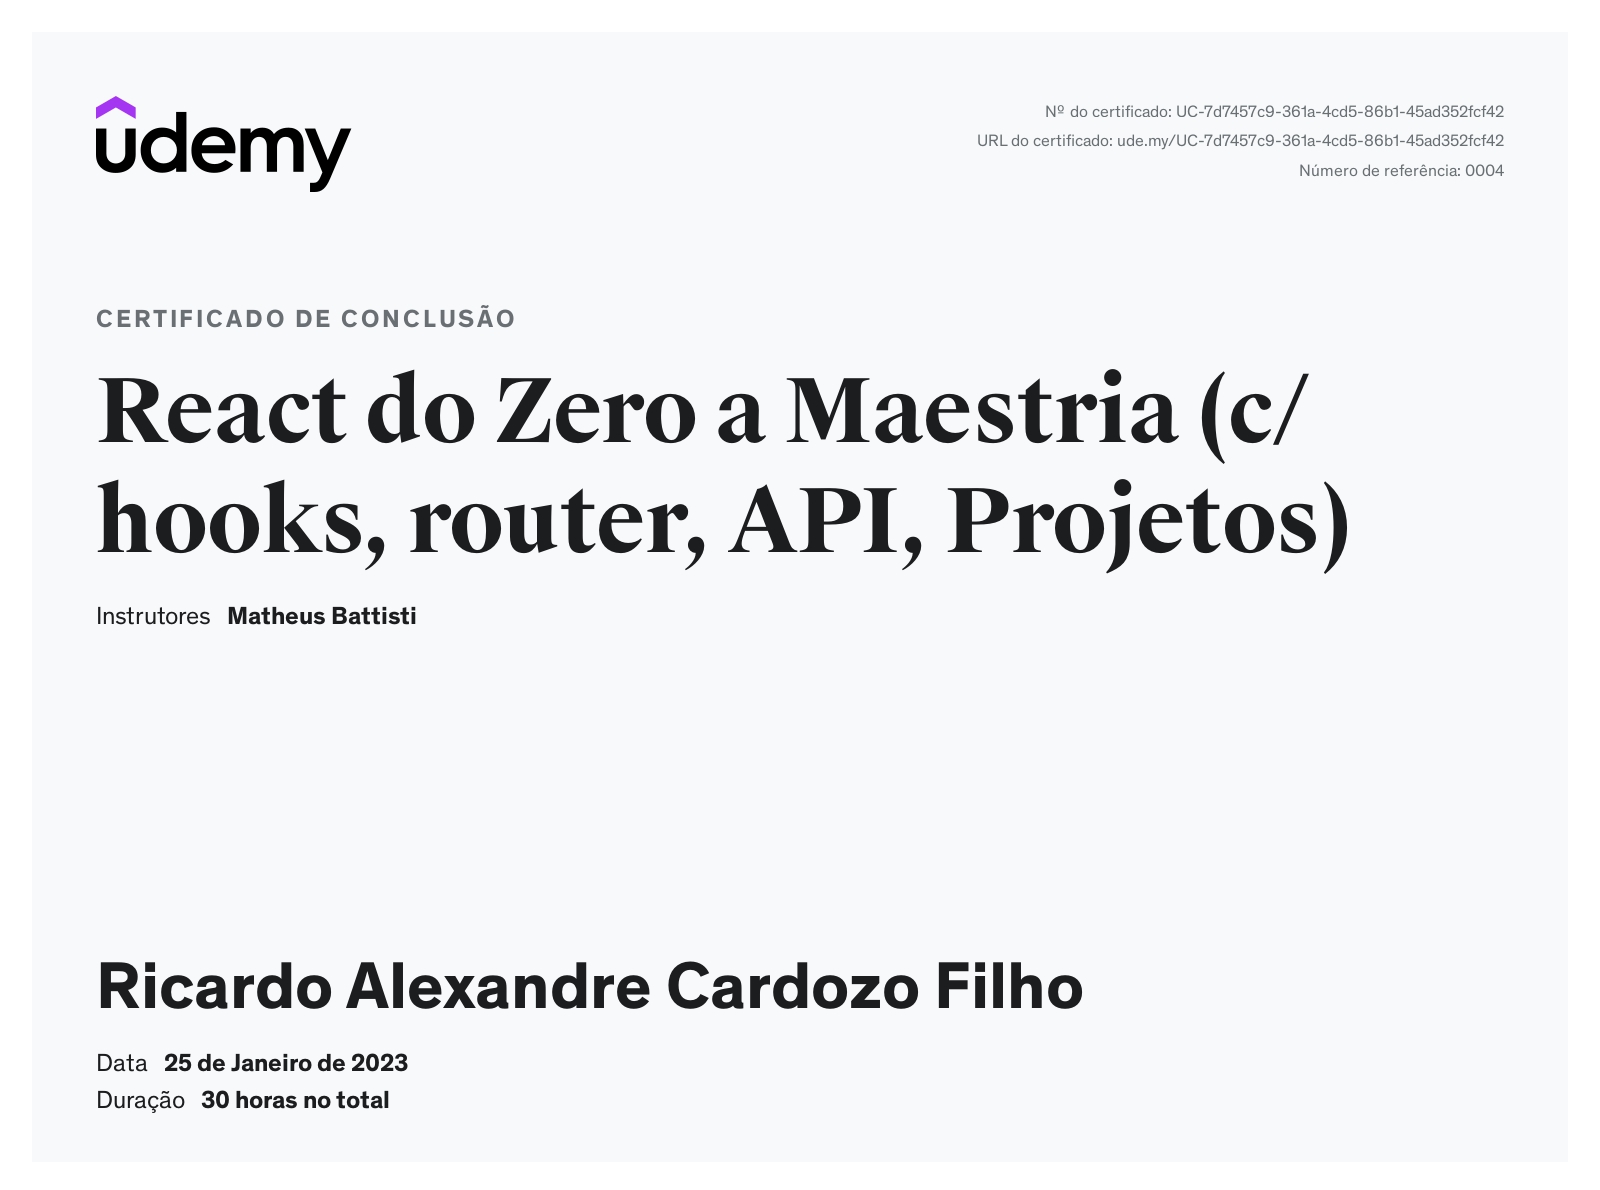 udemy
Nº do certificado: UC-7d7457c9-361a-4cd5-86b1-45ad352fcf42
URL do certificado: ude.my/UC-7d7457c9-361a-4cd5-86b1-45ad352fcf42
Número de referência: 0004
CERTIFICADO DE CONCLUSÃO
React do Zero a Maestria (c/
hooks, router, API, Projetos)
Instrutores Matheus Battisti
Ricardo Alexandre Cardozo Filho
Data 25 de Janeiro de 2023
Duração 30 horas no total